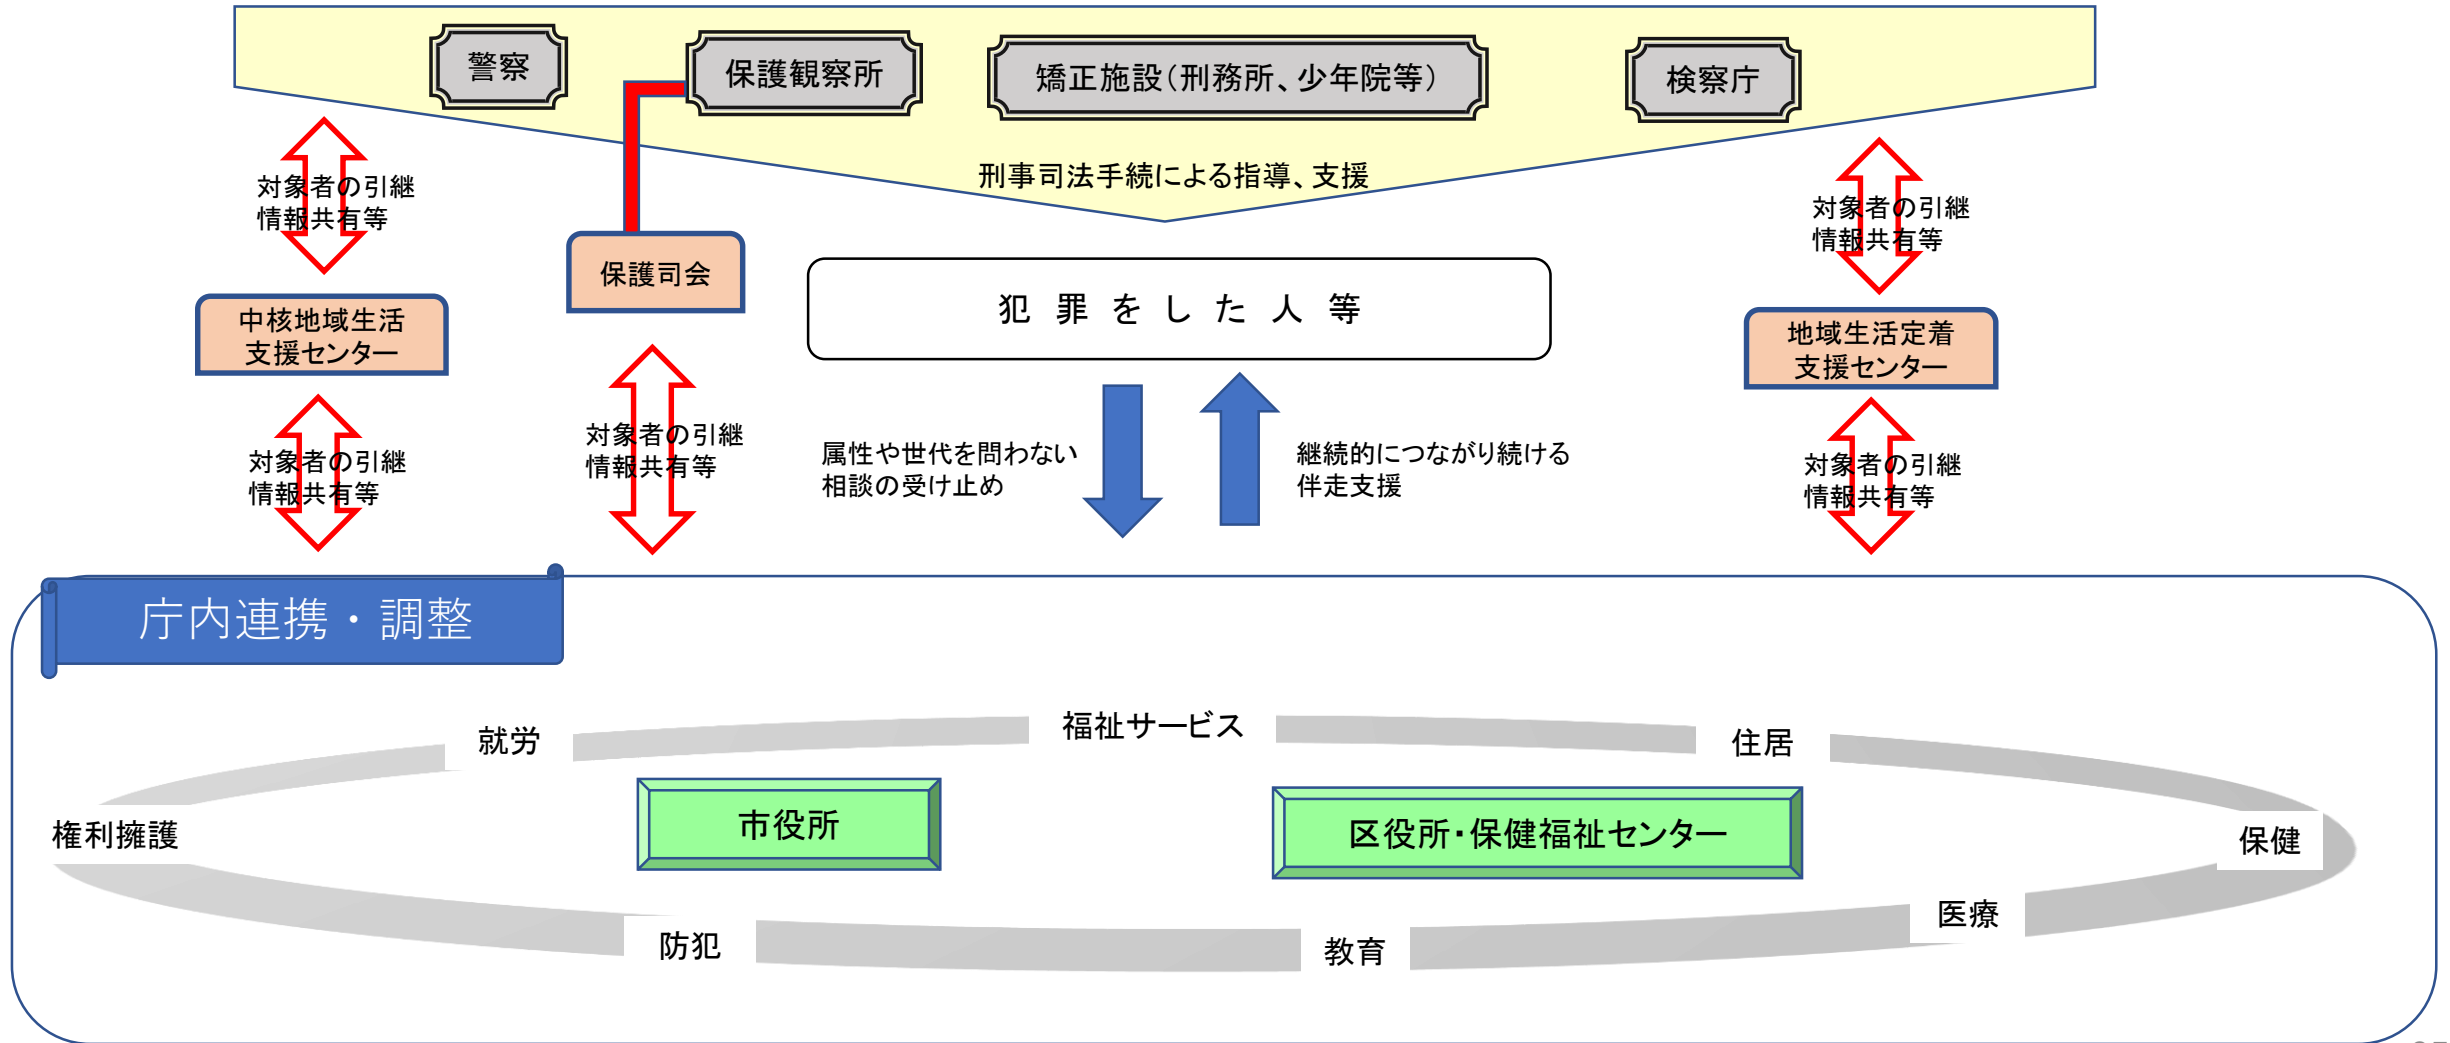 警察
保護観察所
矯正施設（刑務所、少年院等）
検察庁
刑事司法手続による指導、支援
対象者の引継
情報共有等
対象者の引継
情報共有等
保護司会
犯罪をした人等
中核地域生活
支援センター
地域生活定着
支援センター
対象者の引継
情報共有等
対象者の引継
情報共有等
属性や世代を問わない
相談の受け止め
継続的につながり続ける
伴走支援
対象者の引継
情報共有等
庁内連携・調整
就労
福祉サービス
住居
権利擁護
市役所
区役所・保健福祉センター
保健
医療
防犯
教育